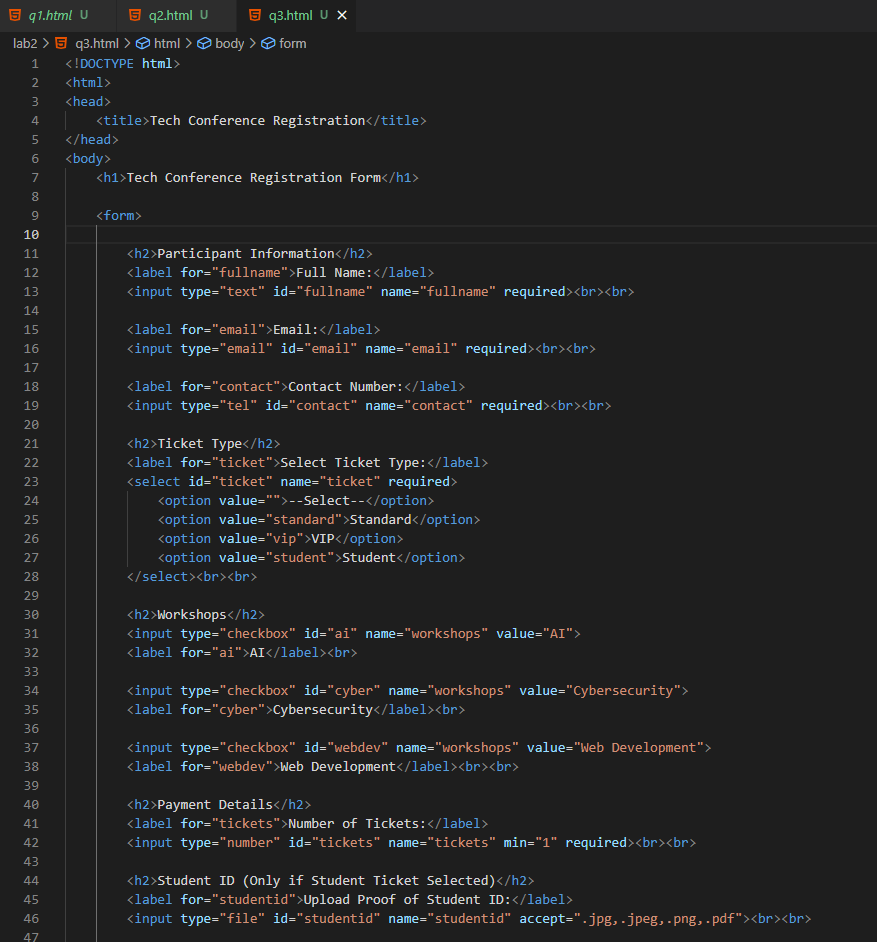 q1.html U q2.html U q3.html U ✕
lab2 > q3.html > html > body > form
1 <!DOCTYPE html>
2 <html>
3 <head>
4     <title>Tech Conference Registration</title>
5 </head>
6 <body>
7     <h1>Tech Conference Registration Form</h1>
8
9     <form>
10
11         <h2>Participant Information</h2>
12         <label for="fullname">Full Name:</label>
13         <input type="text" id="fullname" name="fullname" required><br><br>
14
15         <label for="email">Email:</label>
16         <input type="email" id="email" name="email" required><br><br>
17
18         <label for="contact">Contact Number:</label>
19         <input type="tel" id="contact" name="contact" required><br><br>
20
21         <h2>Ticket Type</h2>
22         <label for="ticket">Select Ticket Type:</label>
23         <select id="ticket" name="ticket" required>
24             <option value="">--Select--</option>
25             <option value="standard">Standard</option>
26             <option value="vip">VIP</option>
27             <option value="student">Student</option>
28         </select><br><br>
29
30         <h2>Workshops</h2>
31         <input type="checkbox" id="ai" name="workshops" value="AI">
32         <label for="ai">AI</label><br>
33
34         <input type="checkbox" id="cyber" name="workshops" value="Cybersecurity">
35         <label for="cyber">Cybersecurity</label><br>
36
37         <input type="checkbox" id="webdev" name="workshops" value="Web Development">
38         <label for="webdev">Web Development</label><br><br>
39
40         <h2>Payment Details</h2>
41         <label for="tickets">Number of Tickets:</label>
42         <input type="number" id="tickets" name="tickets" min="1" required><br><br>
43
44         <h2>Student ID (Only if Student Ticket Selected)</h2>
45         <label for="studentid">Upload Proof of Student ID:</label>
46         <input type="file" id="studentid" name="studentid" accept=".jpg,.jpeg,.png,.pdf"><br><br>
47